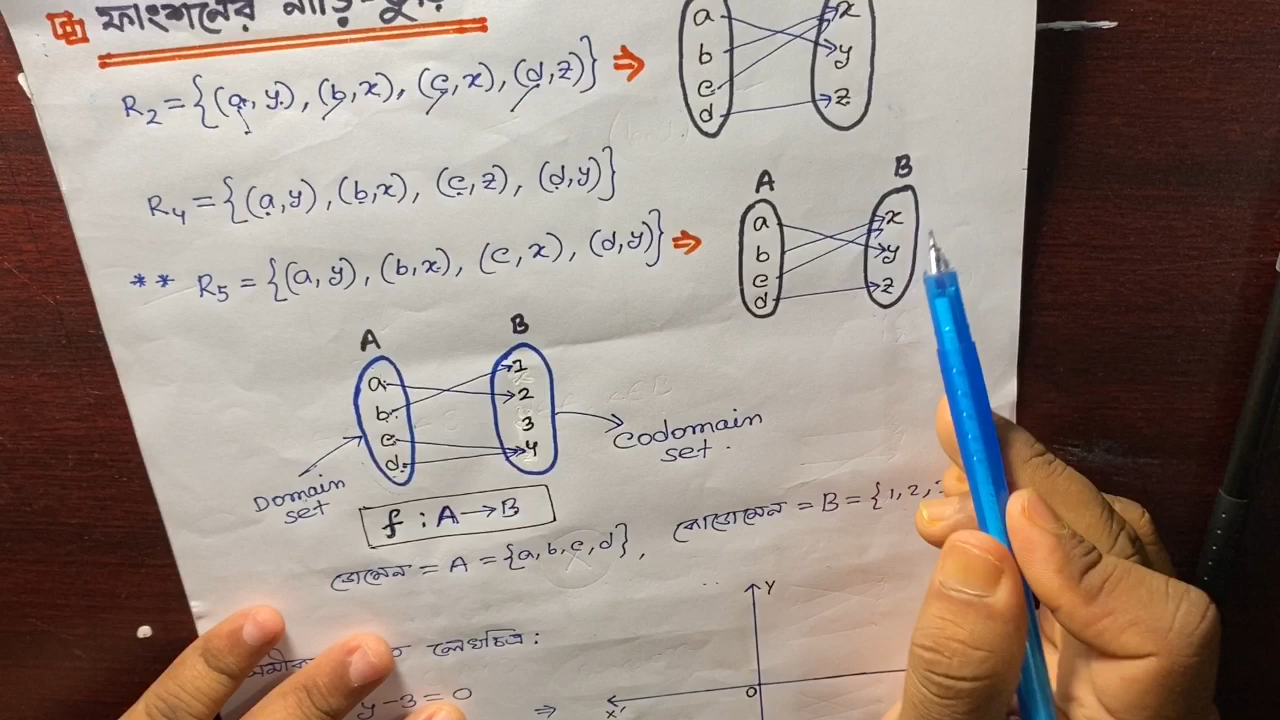 ফাংশনের নাড়ি-
R2 = {(a, y), (b, x), (c, x), (d, z)} ⇒
a
b
c
d
x
y
z
R4 = {(a, y), (b, x), (c, z), (d, y)}
** R5 = {(a, y), (b, x), (c, x), (d, y)} ⇒
A B
a
b
c
d
x
y
z
A B
a
b
c
d
1
2
3
4
Domain set
Codomain set.
f : A → B
ডোমেন = A = {a, b, c, d}, কোডোমেন = B = {1, 2,
লেখচিত্র:
y - 3 = 0 ⇒
Y
O
X'